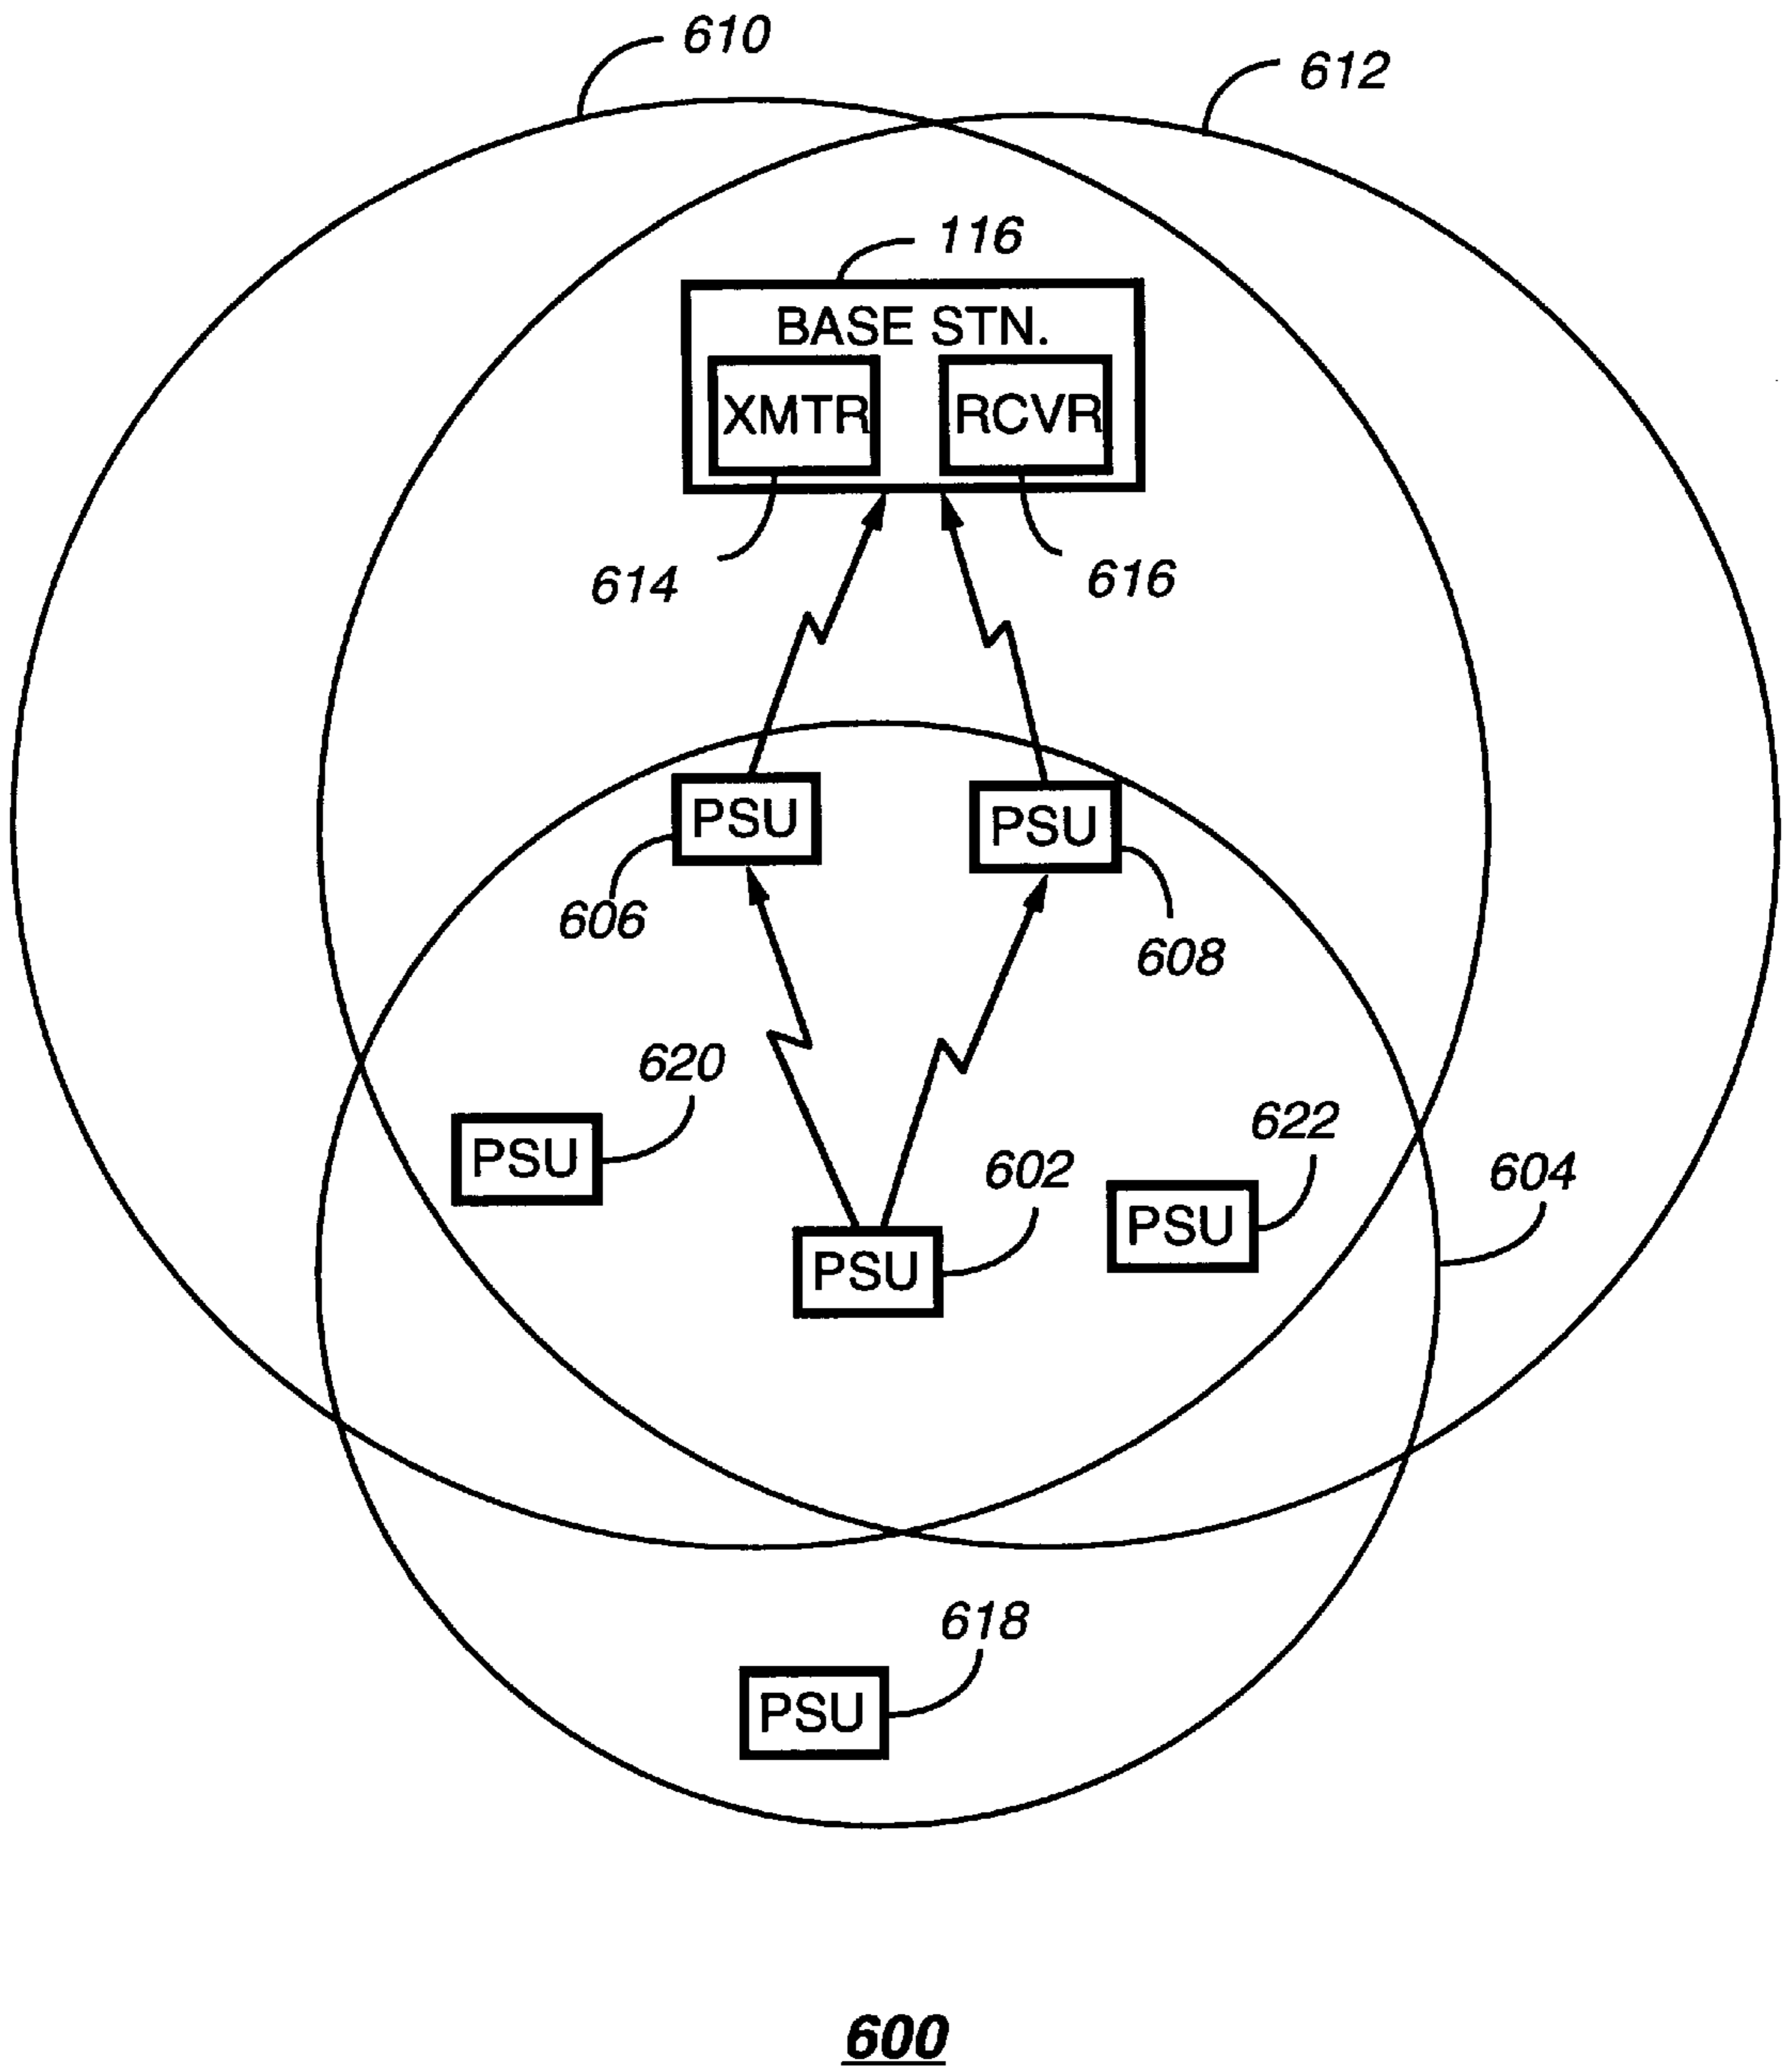 610
612
116
BASE STN.
XMTR
RCVR
614
616
PSU
PSU
606
608
620
622
602
604
PSU
PSU
PSU
618
PSU
600